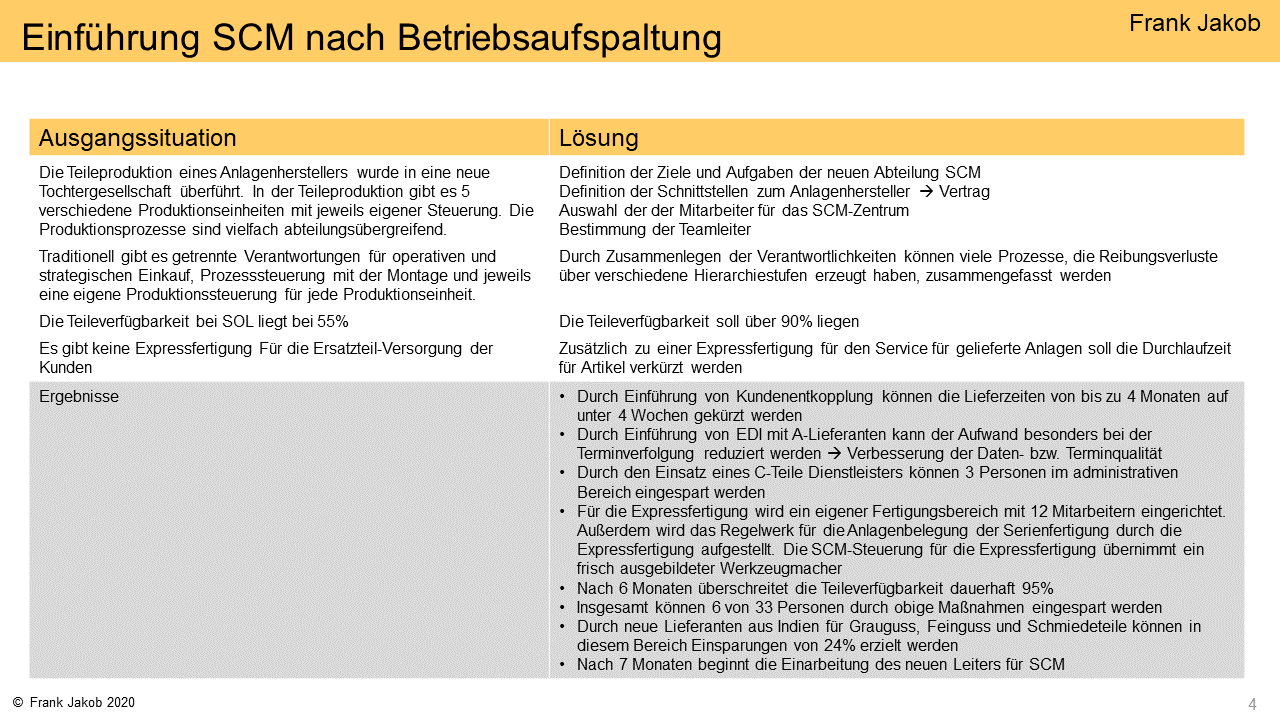 Einführung SCM nach Betriebsaufspaltung
Frank Jakob
Ausgangssituation
Lösung
Die Teileproduktion eines Anlagenherstellers wurde in eine neue
Tochtergesellschaft überführt. In der Teileproduktion gibt es 5
verschiedene Produktionseinheiten mit jeweils eigener Steuerung. Die
Produktionsprozesse sind vielfach abteilungsübergreifend.
Definition der Ziele und Aufgaben der neuen Abteilung SCM
Definition der Schnittstellen zum Anlagenhersteller → Vertrag
Auswahl der der Mitarbeiter für das SCM-Zentrum
Bestimmung der Teamleiter
Traditionell gibt es getrennte Verantwortungen für operativen und
strategischen Einkauf, Prozesssteuerung mit der Montage und jeweils
eine eigene Produktionssteuerung für jede Produktionseinheit.
Durch Zusammenlegen der Verantwortlichkeiten können viele Prozesse, die Reibungsverluste
über verschiedene Hierarchiestufen erzeugt haben, zusammengefasst werden
Die Teileverfügbarkeit bei SOL liegt bei 55%
Die Teileverfügbarkeit soll über 90% liegen
Es gibt keine Expressfertigung Für die Ersatzteil-Versorgung der
Kunden
Zusätzlich zu einer Expressfertigung für den Service für gelieferte Anlagen soll die Durchlaufzeit
für Artikel verkürzt werden
Ergebnisse
• Durch Einführung von Kundenentkopplung können die Lieferzeiten von bis zu 4 Monaten auf
unter 4 Wochen gekürzt werden
• Durch Einführung von EDI mit A-Lieferanten kann der Aufwand besonders bei der
Terminverfolgung reduziert werden → Verbesserung der Daten- bzw. Terminqualität
• Durch den Einsatz eines C-Teile Dienstleisters können 3 Personen im administrativen
Bereich eingespart werden
• Für die Expressfertigung wird ein eigener Fertigungsbereich mit 12 Mitarbeitern eingerichtet.
Außerdem wird das Regelwerk für die Anlagenbelegung der Serienfertigung durch die
Expressfertigung aufgestellt. Die SCM-Steuerung für die Expressfertigung übernimmt ein
frisch ausgebildeter Werkzeugmacher
• Nach 6 Monaten überschreitet die Teileverfügbarkeit dauerhaft 95%
• Insgesamt können 6 von 33 Personen durch obige Maßnahmen eingespart werden
• Durch neue Lieferanten aus Indien für Grauguss, Feinguss und Schmiedeteile können in
diesem Bereich Einsparungen von 24% erzielt werden
• Nach 7 Monaten beginnt die Einarbeitung des neuen Leiters für SCM
© Frank Jakob 2020
4